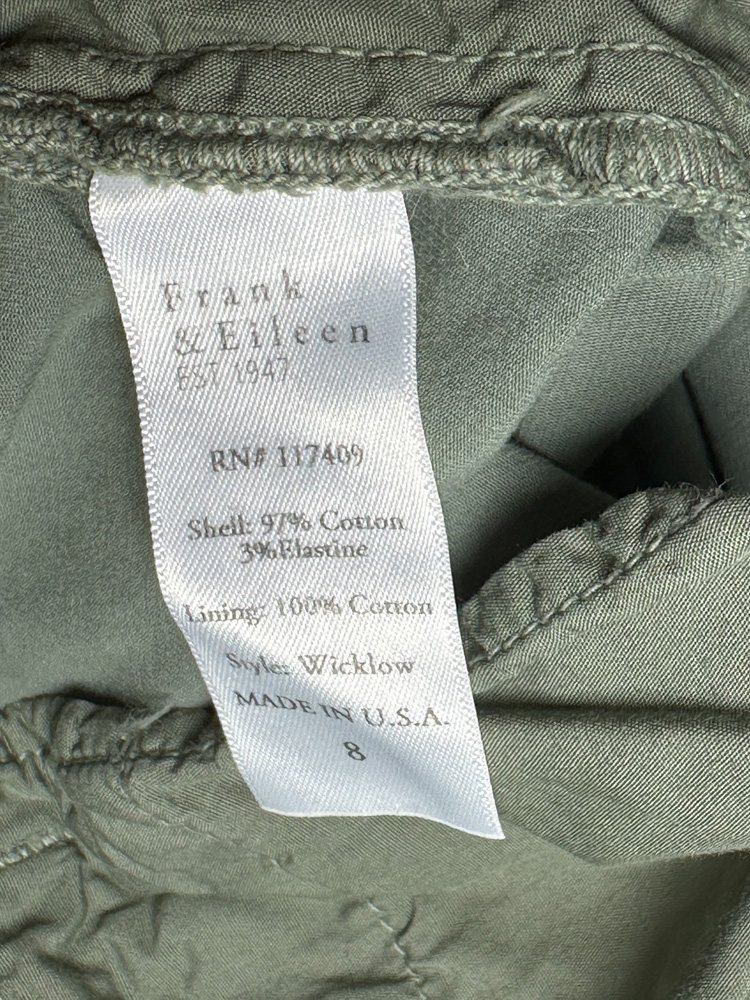 Frank
& Eileen
EST 1947
RN# 117409
Shell: 97% Cotton
3%Elastine
Lining: 100% Cotton
Style: Wicklow
MADE IN U.S.A.
8